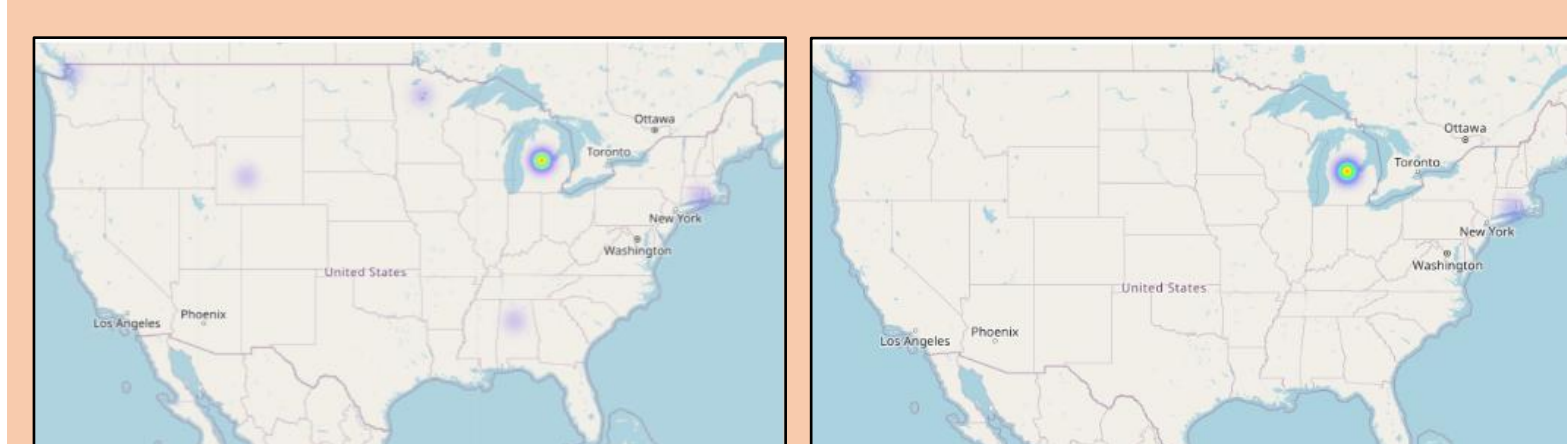 Ottawa
Toronto
New York
Washington
United States
Los Angeles
Phoenix
Ottawa
Toronto
New York
Washington
United States
Los Angeles
Phoenix